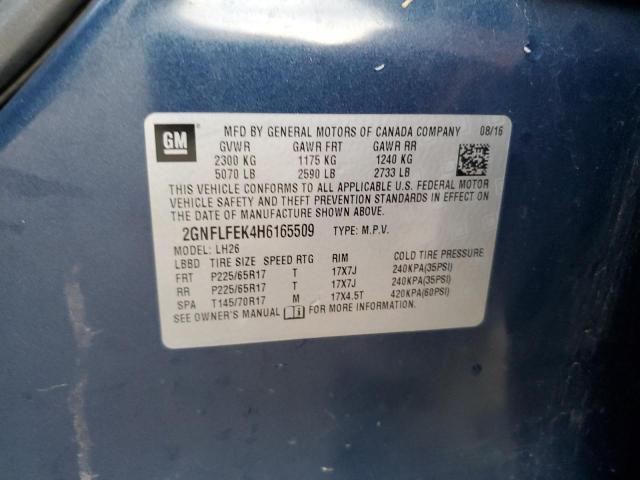 GM
MFD BY GENERAL MOTORS OF CANADA COMPANY 08/16
GVWR GAWR FRT GAWR RR
2300 KG 1175 KG 1240 KG
5070 LB 2590 LB 2733 LB
THIS VEHICLE CONFORMS TO ALL APPLICABLE U.S. FEDERAL MOTOR
VEHICLE SAFETY AND THEFT PREVENTION STANDARDS IN EFFECT ON
THE DATE OF MANUFACTURE SHOWN ABOVE.
2GNFLFEK4H6165509 TYPE: M.P.V.
MODEL: LH26
LBBD TIRE SIZE SPEED RTG RIM COLD TIRE PRESSURE
FRT P225/65R17 T 17X7J 240KPA(35PSI)
RR P225/65R17 T 17X7J 240KPA(35PSI)
SPA T145/70R17 M 17X4.5T 420KPA(60PSI)
SEE OWNER'S MANUAL FOR MORE INFORMATION.